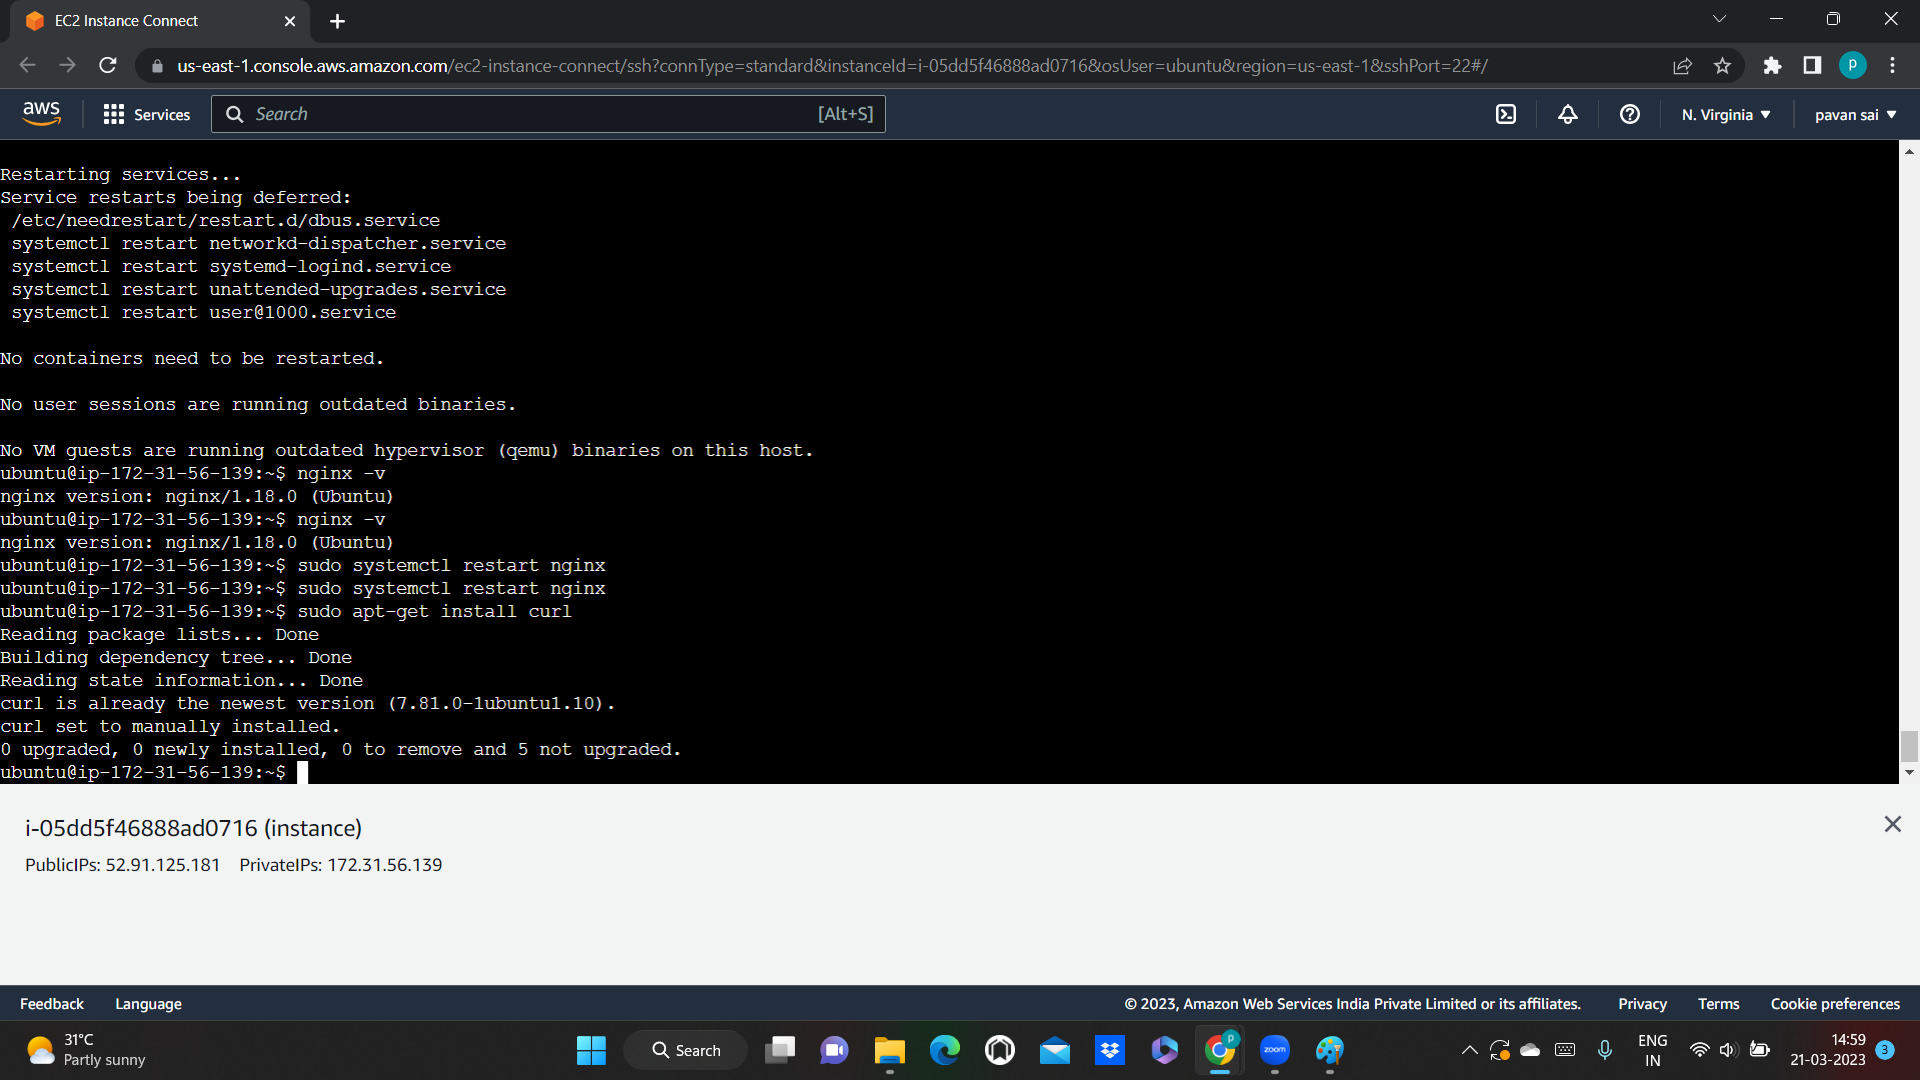 EC2 Instance Connect
us-east-1.console.aws.amazon.com/ec2-instance-connect/ssh?connType=standard&instanceId=i-05dd5f46888ad0716&osUser=ubuntu&region=us-east-1&sshPort=22#/
P
aws
Services
Search
[Alt+S]
N. Virginia
pavan sai
Restarting services...
Service restarts being deferred:
/etc/needrestart/restart.d/dbus.service
systemctl restart networkd-dispatcher.service
systemctl restart systemd-logind.service
systemctl restart unattended-upgrades.service
systemctl restart user@1000.service
No containers need to be restarted.
No user sessions are running outdated binaries.
No VM guests are running outdated hypervisor (qemu) binaries on this host.
ubuntu@ip-172-31-56-139:~$ nginx -v
nginx version: nginx/1.18.0 (Ubuntu)
ubuntu@ip-172-31-56-139:~$ nginx -v
nginx version: nginx/1.18.0 (Ubuntu)
ubuntu@ip-172-31-56-139:~$ sudo systemctl restart nginx
ubuntu@ip-172-31-56-139:~$ sudo systemctl restart nginx
ubuntu@ip-172-31-56-139:~$ sudo apt-get install curl
Reading package lists... Done
Building dependency tree... Done
Reading state information... Done
curl is already the newest version (7.81.0-1ubuntu1.10).
curl set to manually installed.
0 upgraded, 0 newly installed, 0 to remove and 5 not upgraded.
ubuntu@ip-172-31-56-139:~$
i-05dd5f46888ad0716 (instance)
PublicIPs: 52.91.125.181 PrivateIPs: 172.31.56.139
Feedback
Language
© 2023, Amazon Web Services India Private Limited or its affiliates.
Privacy
Terms
Cookie preferences
31°C
Partly sunny
Search
P
zoom
ENG
IN
14:59
21-03-2023
3